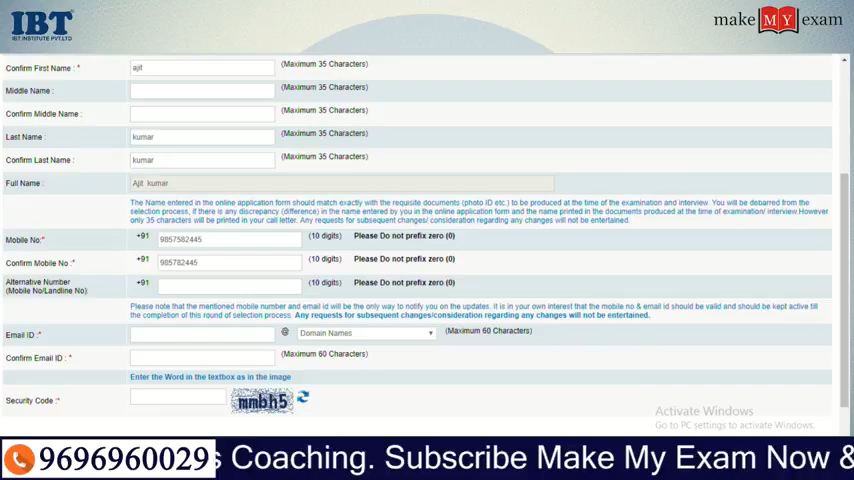 IBT
IBT INSTITUTE PVT.LTD
make MY exam
Confirm First Name : * ajit (Maximum 35 Characters)
Middle Name : (Maximum 35 Characters)
Confirm Middle Name : (Maximum 35 Characters)
Last Name : kumar (Maximum 35 Characters)
Confirm Last Name : kumar (Maximum 35 Characters)
Full Name : Ajit kumar
The Name entered in the online application form should match exactly with the requisite documents (photo ID etc.) to be produced at the time of the examination and interview. You will be debarred from the
selection process, if there is any discrepancy (difference) in the name entered by you in the online application form and the name printed in the documents produced at the time of examination/ interview.However
only 35 characters will be printed in your call letter. Any requests for subsequent changes/ consideration regarding any changes will not be entertained.
Mobile No:* +91 9857582445 (10 digits) Please Do not prefix zero (0)
Confirm Mobile No : * +91 985782445 (10 digits) Please Do not prefix zero (0)
Alternative Number +91 (10 digits) Please Do not prefix zero (0)
(Mobile No/Landline No)
Please note that the mentioned mobile number and email id will be the only way to notify you on the updates. It is in your own interest that the mobile no & email id should be valid and should be kept active till
the completion of this round of selection process. Any requests for subsequent changes/consideration regarding any changes will not be entertained.
Email ID :* @ Domain Names (Maximum 60 Characters)
Confirm Email ID : * (Maximum 60 Characters)
Enter the Word in the textbox as in the image
Security Code :* mmbh5
Activate Windows
Go to PC settings to activate Windows.
9696960029 s Coaching. Subscribe Make My Exam Now &